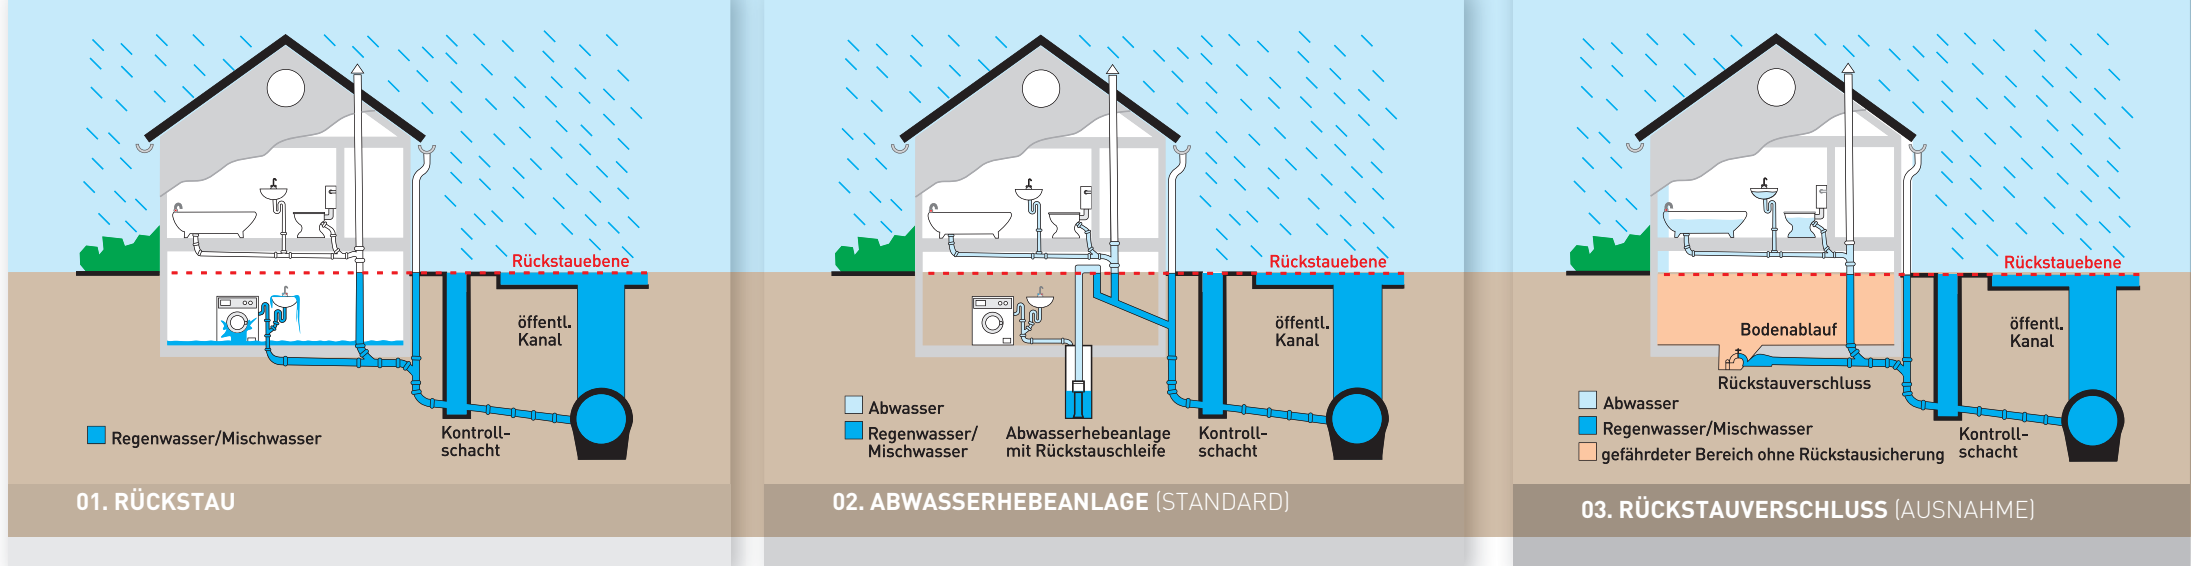 Rückstauebene
öffentl.
Kanal
Kontroll-
schacht
Regenwasser/Mischwasser
01. RÜCKSTAU
Rückstauebene
öffentl.
Kanal
Abwasser
Regenwasser/
Mischwasser
Abwasserhebeanlage
mit Rückstauschleife
Kontroll-
schacht
02. ABWASSERHEBEANLAGE (STANDARD)
Rückstauebene
öffentl.
Kanal
Bodenablauf
Rückstauverschluss
Abwasser
Regenwasser/Mischwasser
gefährdeter Bereich ohne Rückstausicherung
Kontroll-
schacht
03. RÜCKSTAUVERSCHLUSS (AUSNAHME)